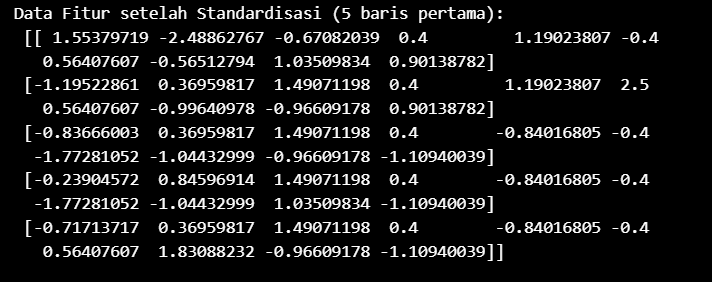 Data Fitur setelah Standardisasi (5 baris pertama):
[[ 1.55379719 -2.48862767 -0.67082039  0.4         1.19023807 -0.4
   0.56407607 -0.56512794  1.03509834  0.90138782]
 [-1.19522861  0.36959817  1.49071198  0.4         1.19023807  2.5
   0.56407607 -0.99640978 -0.96609178  0.90138782]
 [-0.83666003  0.36959817  1.49071198  0.4        -0.84016805 -0.4
  -1.77281052 -1.04432999 -0.96609178 -1.10940039]
 [-0.23904572  0.84596914  1.49071198  0.4        -0.84016805 -0.4
  -1.77281052 -1.04432999  1.03509834 -1.10940039]
 [-0.71713717  0.36959817  1.49071198  0.4        -0.84016805 -0.4
   0.56407607  1.83088232 -0.96609178 -1.10940039]]